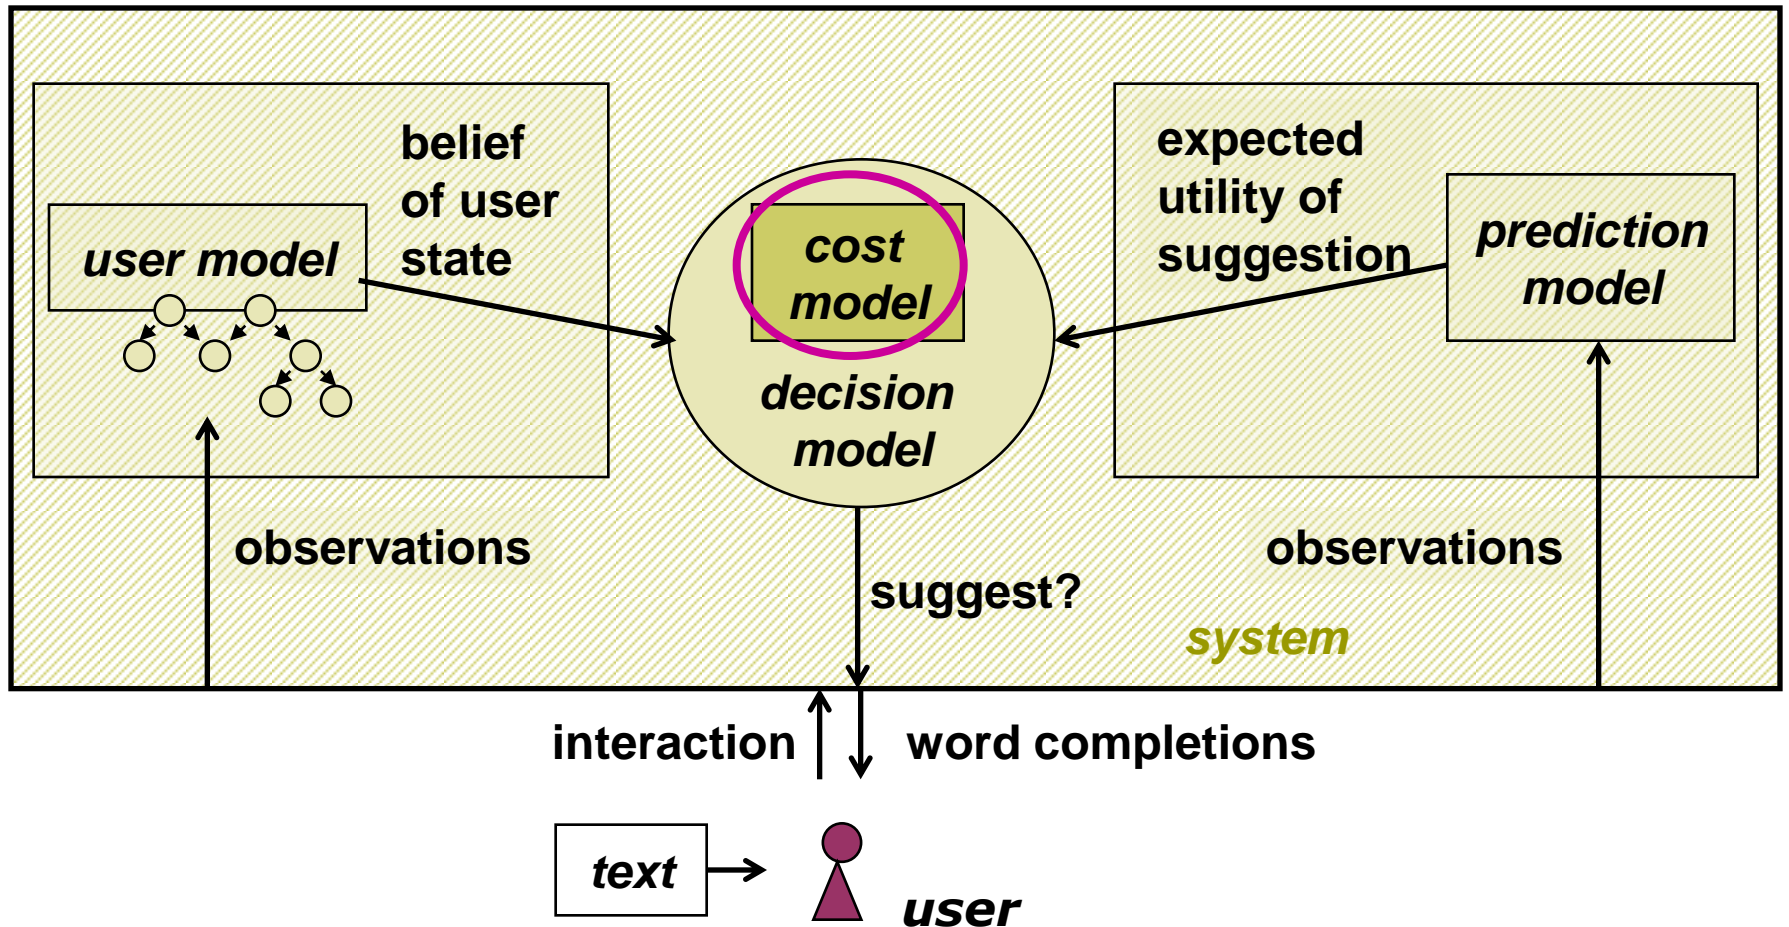 belief
of user
state
user model
cost
model
decision
model
expected
utility of
suggestion
prediction
model
observations
suggest?
observations
system
interaction
word completions
text
user